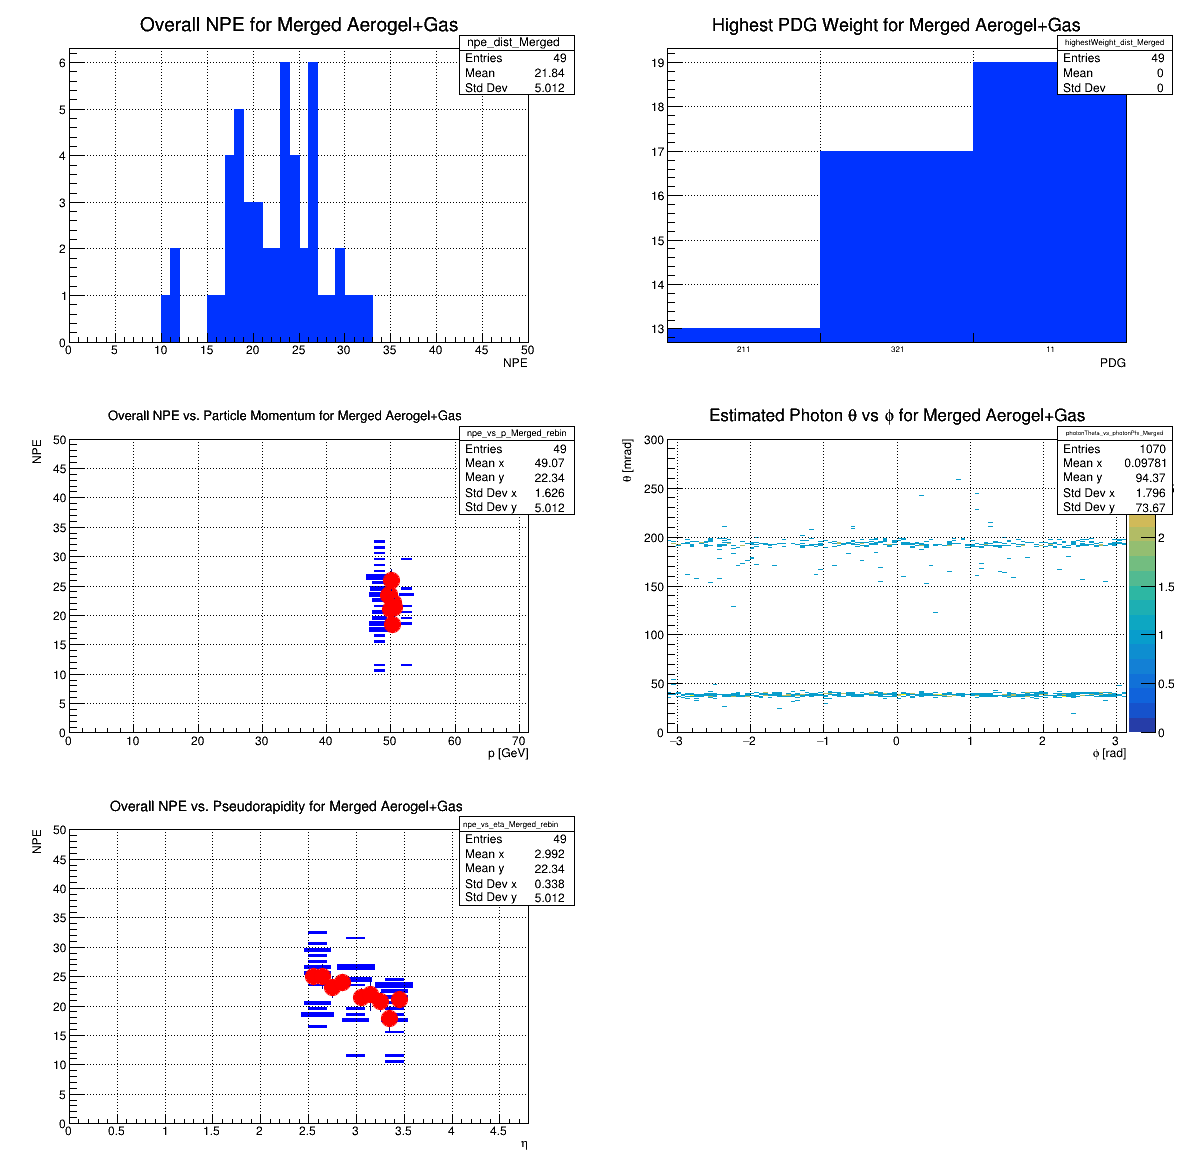 Overall NPE for Merged Aerogel+Gas
npe_dist_Merged
Entries 49
Mean 21.84
Std Dev 5.012
6
5
4
3
2
1
0
0 5 10 15 20 25 30 35 40 45 50
NPE
Highest PDG Weight for Merged Aerogel+Gas
highestWeight_dist_Merged
Entries 49
Mean 0
Std Dev 0
19
18
17
16
15
14
13
211 321 11
PDG
Overall NPE vs. Particle Momentum for Merged Aerogel+Gas
npe_vs_p_Merged_rebin
Entries 49
Mean x 49.07
Mean y 22.34
Std Dev x 1.626
Std Dev y 5.012
NPE
50
45
40
35
30
25
20
15
10
5
0
0 10 20 30 40 50 60 70
p [GeV]
Estimated Photon θ vs ϕ for Merged Aerogel+Gas
photonTheta_vs_photonPhi_Merged
Entries 1070
Mean x 0.09781
Mean y 94.37
Std Dev x 1.796
Std Dev y 73.67
θ [mrad]
300
250
200
150
100
50
0
−3 −2 −1 0 1 2 3
ϕ [rad]
2
1.5
1
0.5
0
Overall NPE vs. Pseudorapidity for Merged Aerogel+Gas
npe_vs_eta_Merged_rebin
Entries 49
Mean x 2.992
Mean y 22.34
Std Dev x 0.338
Std Dev y 5.012
NPE
50
45
40
35
30
25
20
15
10
5
0
0 0.5 1 1.5 2 2.5 3 3.5 4 4.5
η